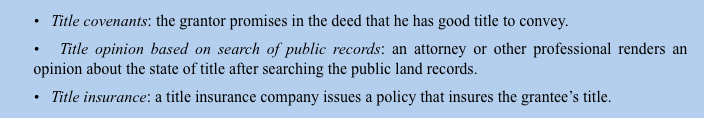 • Title covenants: the grantor promises in the deed that he has good title to convey.
• Title opinion based on search of public records: an attorney or other professional renders an
opinion about the state of title after searching the public land records.
• Title insurance: a title insurance company issues a policy that insures the grantee’s title.